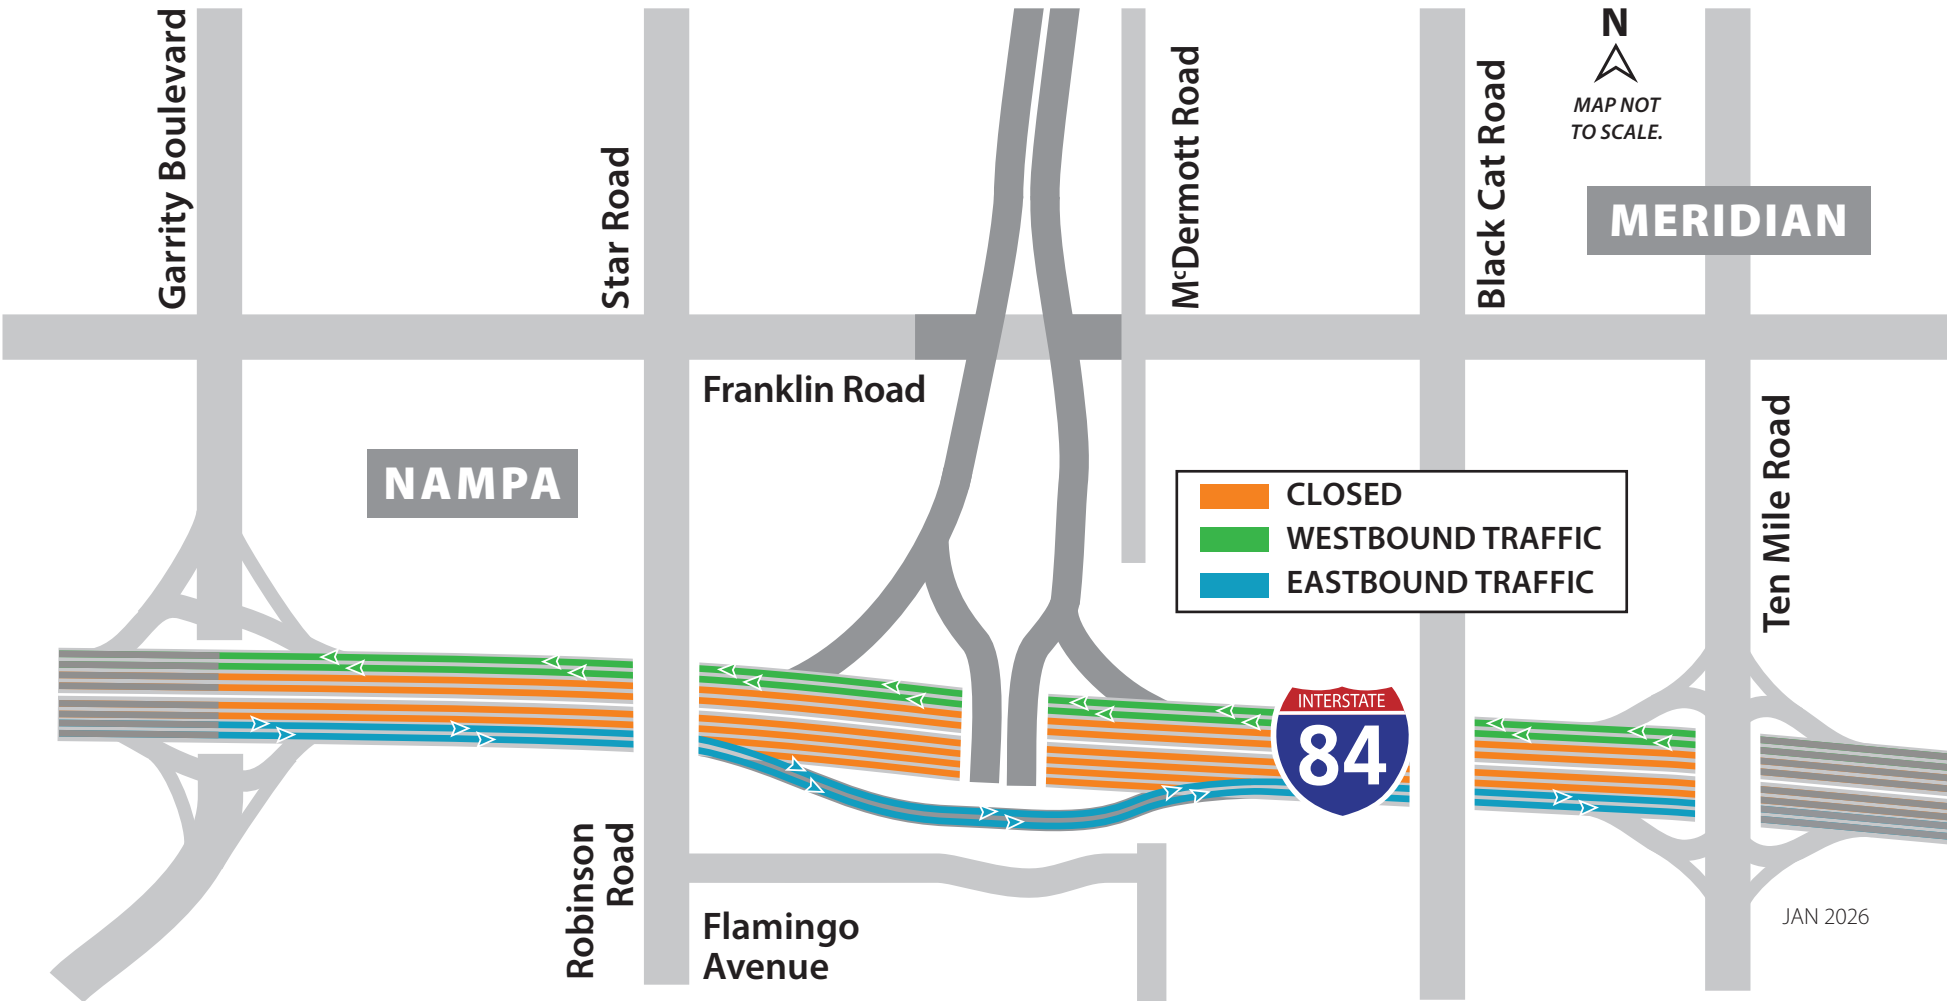 Garrity Boulevard
Star Road
McDermott Road
Black Cat Road
N
MAP NOT
TO SCALE.
MERIDIAN
Franklin Road
NAMPA
CLOSED
WESTBOUND TRAFFIC
EASTBOUND TRAFFIC
Ten Mile Road
INTERSTATE
84
Robinson
Road
Flamingo
Avenue
JAN 2026